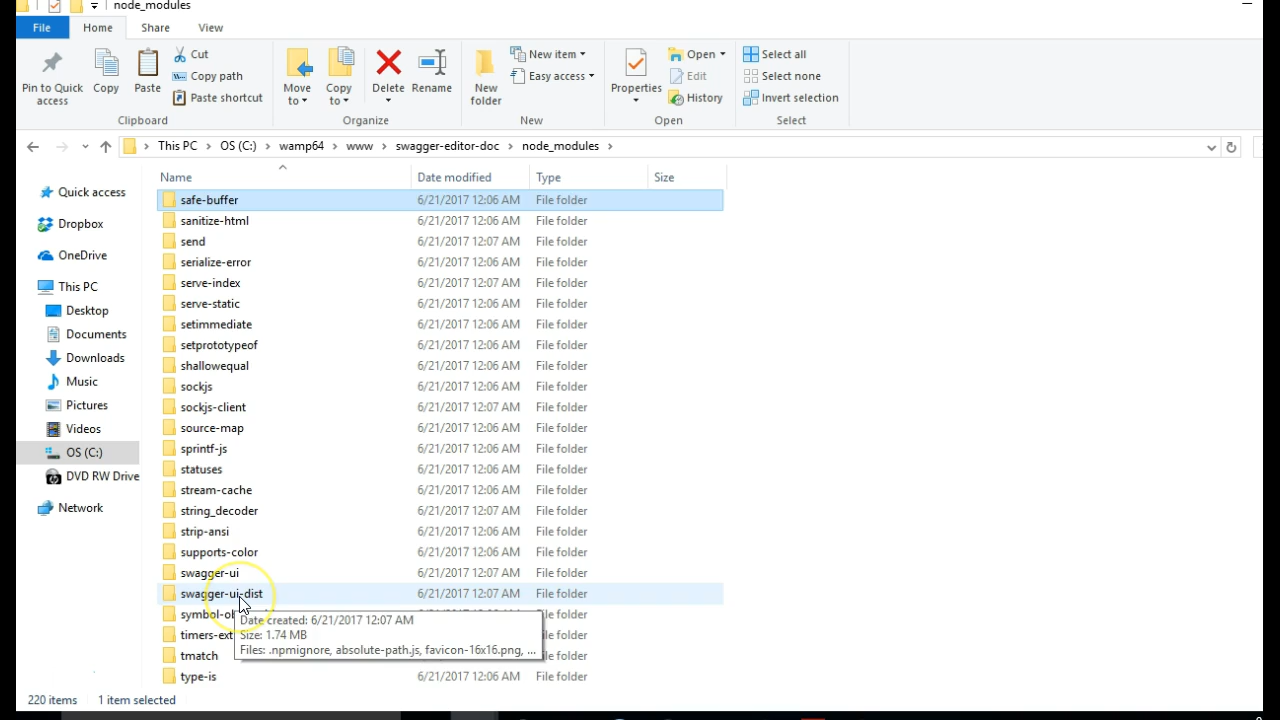 node_modules
File Home Share View
Pin to Quick access
Copy
Paste
Cut
Copy path
Paste shortcut
Clipboard
Move to
Copy to
Delete
Rename
Organize
New folder
New item
Easy access
New
Properties
Open
Edit
History
Open
Select all
Select none
Invert selection
Select
This PC OS (C:) wamp64 www swagger-editor-doc node_modules
Name Date modified Type Size
Quick access
Dropbox
OneDrive
This PC
Desktop
Documents
Downloads
Music
Pictures
Videos
OS (C:)
DVD RW Drive
Network
safe-buffer 6/21/2017 12:06 AM File folder
sanitize-html 6/21/2017 12:06 AM File folder
send 6/21/2017 12:07 AM File folder
serialize-error 6/21/2017 12:06 AM File folder
serve-index 6/21/2017 12:07 AM File folder
serve-static 6/21/2017 12:06 AM File folder
setimmediate 6/21/2017 12:06 AM File folder
setprototypeof 6/21/2017 12:06 AM File folder
shallowequal 6/21/2017 12:06 AM File folder
sockjs 6/21/2017 12:06 AM File folder
sockjs-client 6/21/2017 12:07 AM File folder
source-map 6/21/2017 12:06 AM File folder
sprintf-js 6/21/2017 12:06 AM File folder
statuses 6/21/2017 12:06 AM File folder
stream-cache 6/21/2017 12:06 AM File folder
string_decoder 6/21/2017 12:06 AM File folder
strip-ansi 6/21/2017 12:06 AM File folder
supports-color 6/21/2017 12:06 AM File folder
swagger-ui 6/21/2017 12:07 AM File folder
swagger-ui-dist 6/21/2017 12:07 AM File folder
symbol-ob
Date created: 6/21/2017 12:07 AM
timers-ext
Size: 1.74 MB
Files: .npmignore, absolute-path.js, favicon-16x16.png, ...
tmatch File folder
type-is 6/21/2017 12:06 AM File folder
220 items 1 item selected